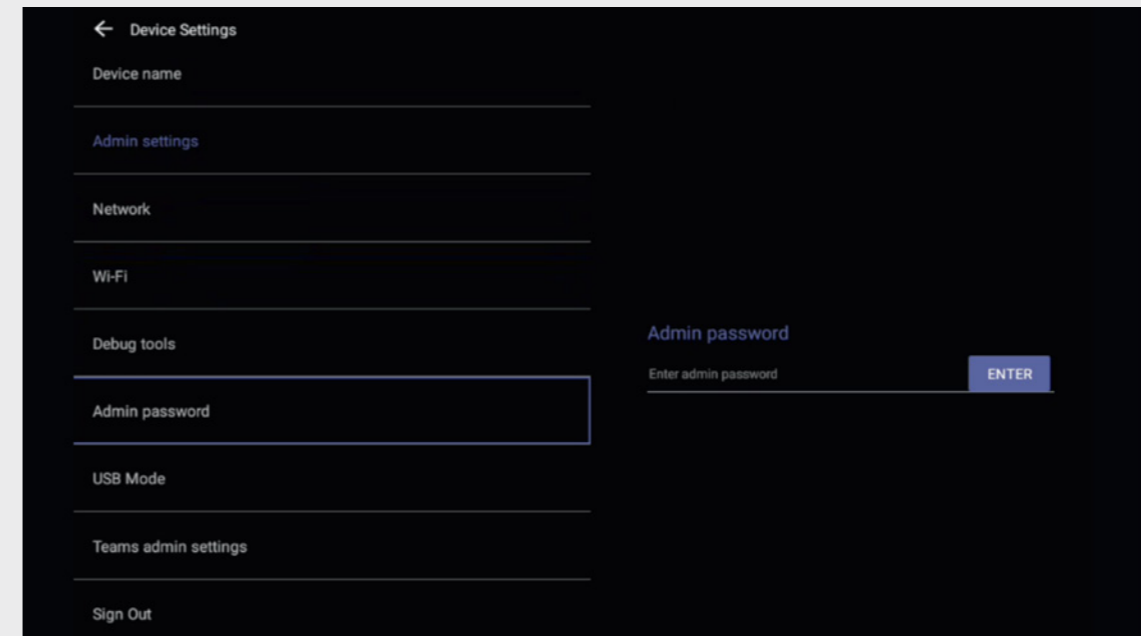 Device Settings
Device name
Admin settings
Network
Wi-Fi
Debug tools
Admin password
USB Mode
Teams admin settings
Sign Out
Admin password
Enter admin password
ENTER